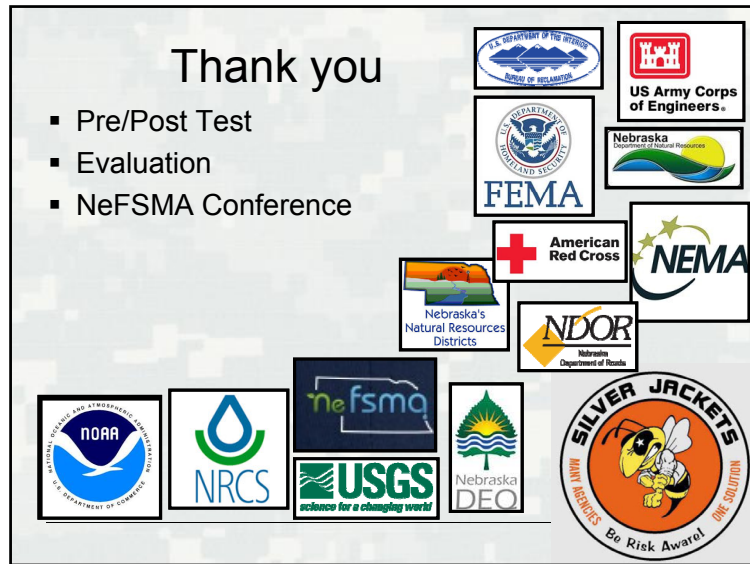 Thank you
▪ Pre/Post Test
▪ Evaluation
▪ NeFSMA Conference
U.S. DEPARTMENT OF THE INTERIOR
BUREAU OF RECLAMATION
US Army Corps
of Engineers®
U.S. DEPARTMENT OF
HOMELAND SECURITY
FEMA
Nebraska
Department of Natural Resources
American
Red Cross
NEMA
Nebraska's
Natural Resources
Districts
NDOR
Nebraska
Department of Roads
NATIONAL OCEANIC AND ATMOSPHERIC ADMINISTRATION
NOAA
U.S. DEPARTMENT OF COMMERCE
NRCS
nefsma
USGS
science for a changing world
Nebraska
DEQ
SILVER JACKETS
MANY AGENCIES
ONE SOLUTION
Be Risk Aware!